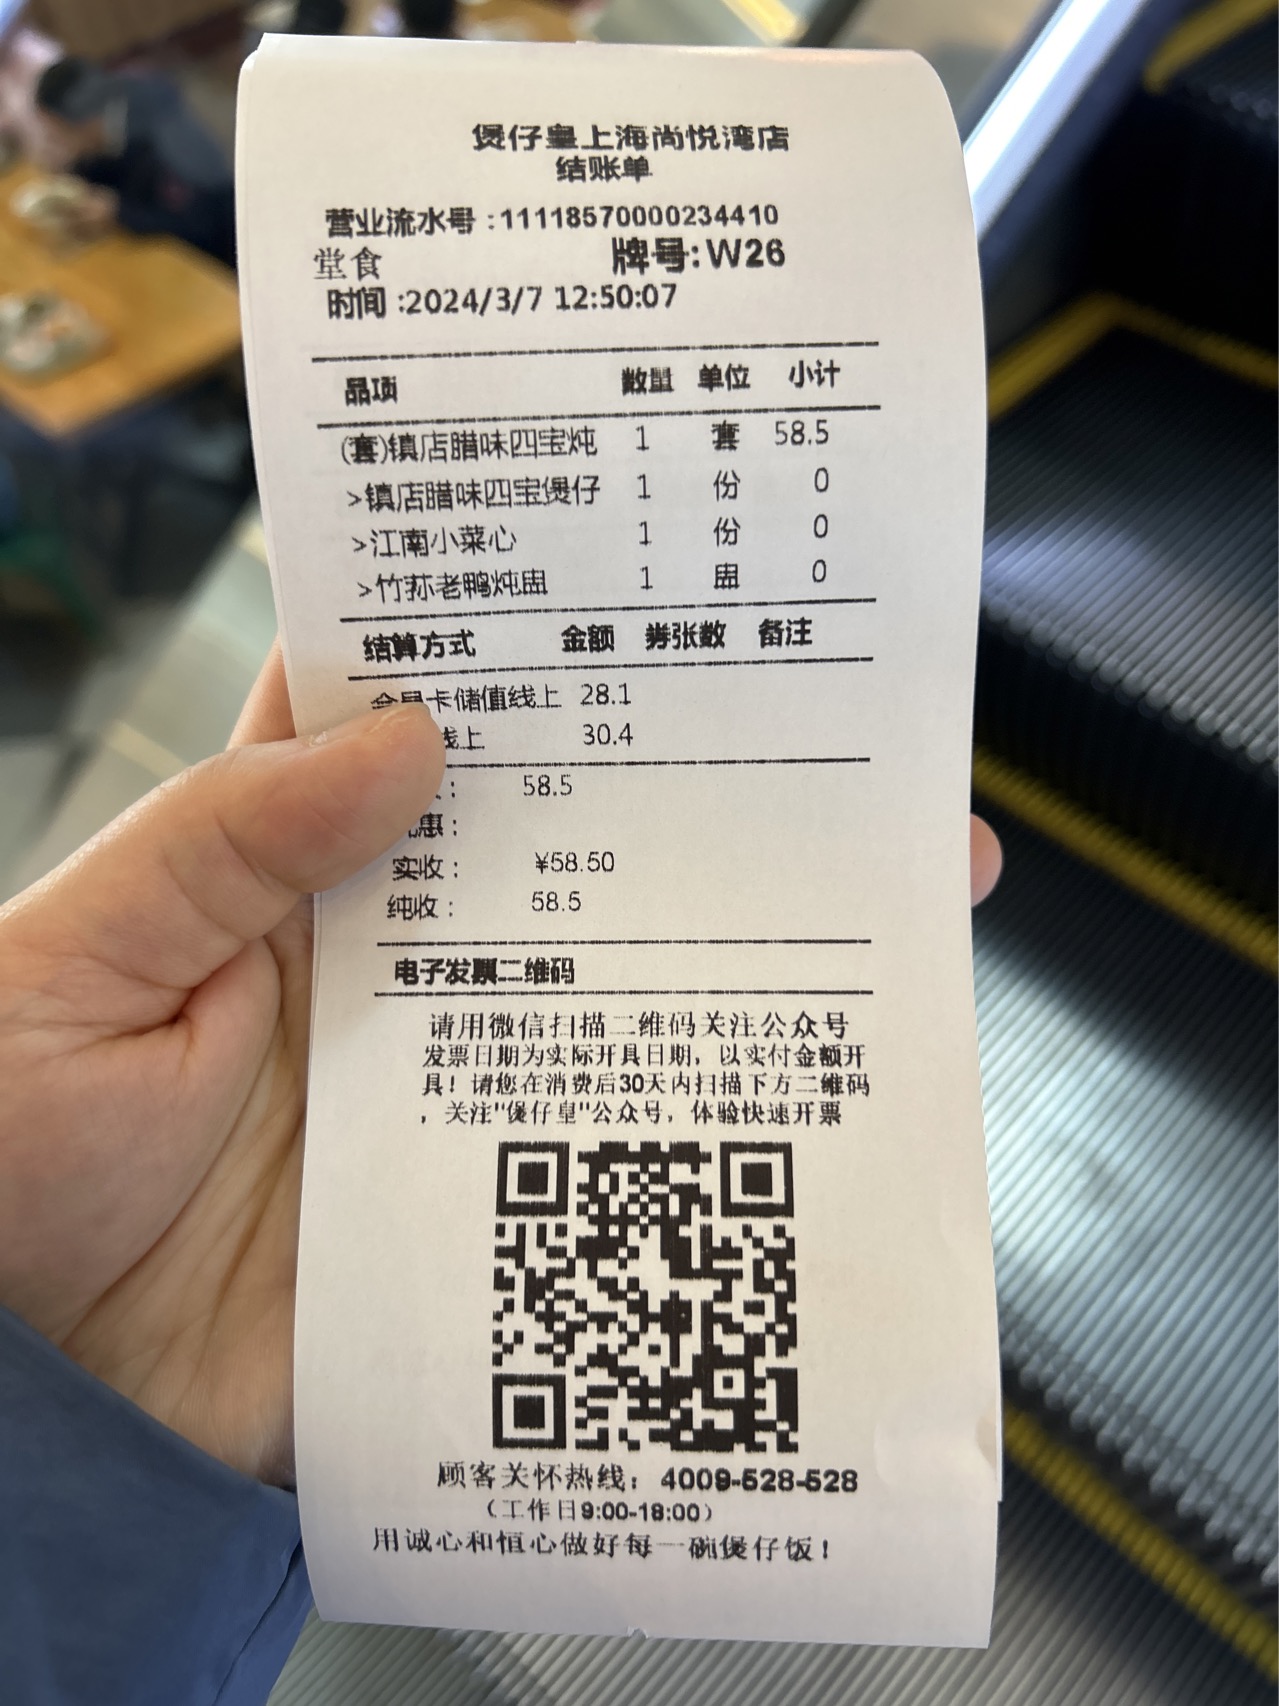 煲仔皇上海尚悦湾店
结账单
营业流水号:11118570000234410
堂食 牌号:W26
时间:2024/3/7 12:50:07
品项 数量 单位 小计
(套)镇店腊味四宝炖 1 套 58.5
>镇店腊味四宝煲仔 1 份 0
>江南小菜心 1 份 0
>竹荪老鸭炖盅 1 盅 0
结算方式 金额 券张数 备注
会员卡储值线上 28.1
线上 30.4
: 58.5
惠:
实收: ¥58.50
纯收: 58.5
电子发票二维码
请用微信扫描二维码关注公众号
发票日期为实际开具日期，以实付金额开
具！请您在消费后30天内扫描下方二维码
，关注"煲仔皇"公众号，体验快速开票
顾客关怀热线：4009-528-528
（工作日9:00-18:00）
用诚心和恒心做好每一碗煲仔饭！